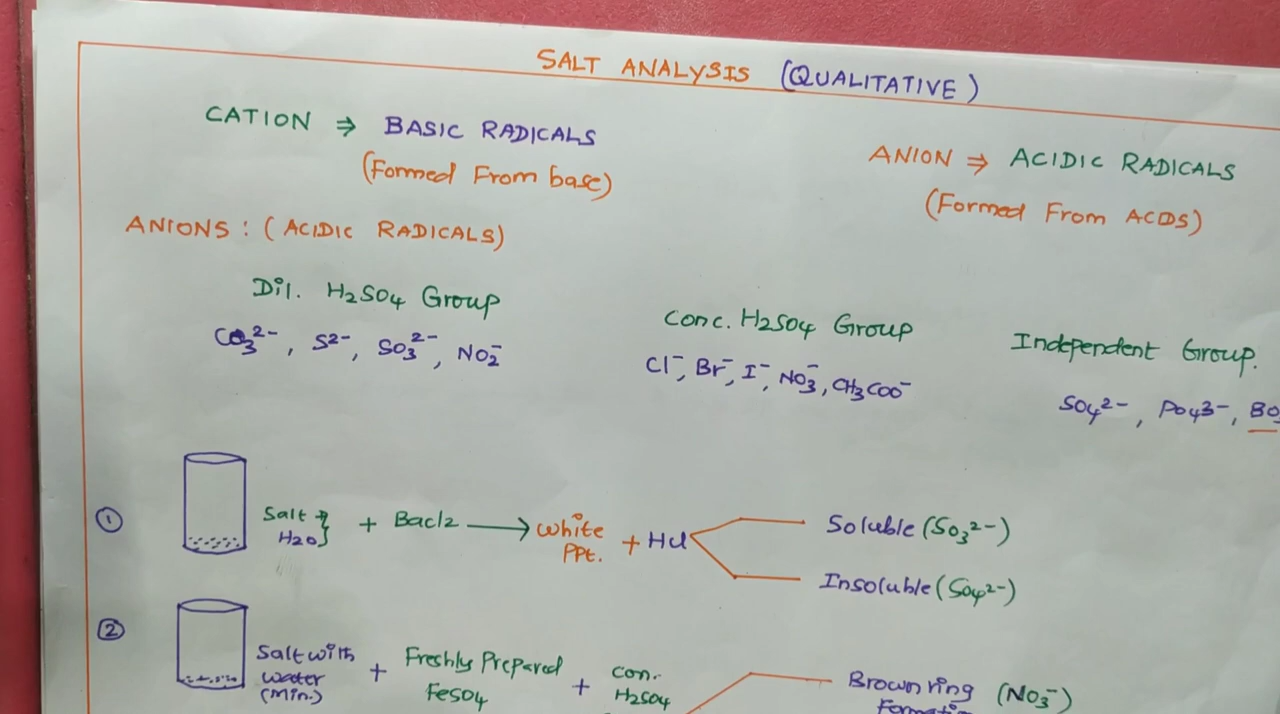 SALT ANALYSIS (QUALITATIVE)
CATION ⇒ BASIC RADICALS
(Formed From base)
ANION ⇒ ACIDIC RADICALS
(Formed From ACIDS)
ANIONS : (ACIDIC RADICALS)
Dil. H2SO4 Group
CO3 2-, S2-, SO3 2-, NO2-
Conc. H2SO4 Group
Cl-, Br-, I-, NO3-, CH3COO-
Independent Group.
SO4 2-, PO4 3-, BO
① Salt } + BaCl2 → White + HCl Soluble (SO3 2-)
H2O } PPt. Insoluble (SO4 2-)
② Salt with + Freshly Prepared + Con. Brown ring (NO3-)
water FeSO4 H2SO4
(Min.)